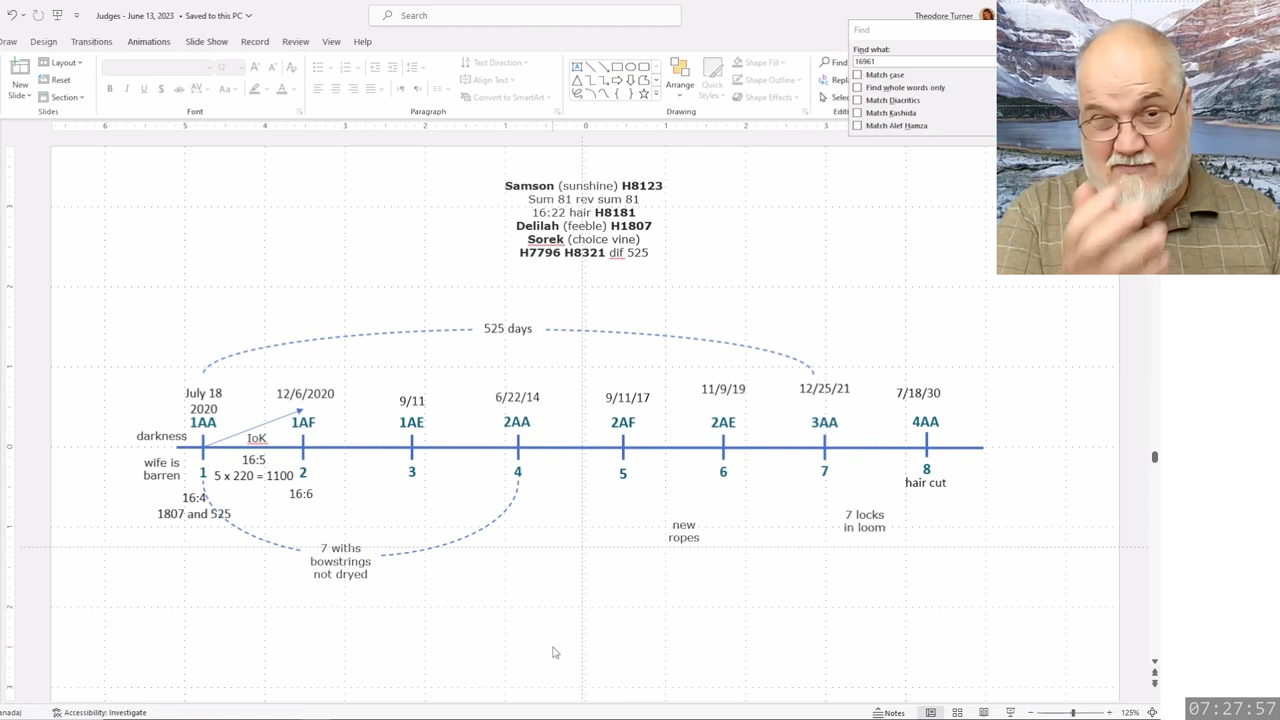 Judges - June 13, 2023 • Saved to this PC
Search
Theodore Turner
Draw
Design
Transitions
Animations
Slide Show
Record
Review
View
Help
New
Slide
Layout
Reset
Section
Slides
Font
Text Direction
Align Text
Convert to SmartArt
Paragraph
Arrange
Quick
Styles
Shape Fill
Shape Outline
Shape Effects
Drawing
Find
Find what:
16961
Match case
Find whole words only
Match Diacritics
Match Kashida
Match Alef Hamza
Samson (sunshine) H8123
Sum 81 rev sum 81
16:22 hair H8181
Delilah (feeble) H1807
Sorek (choice vine)
H7796 H8321 dif 525
525 days
July 18
2020
12/6/2020
9/11
6/22/14
9/11/17
11/9/19
12/25/21
7/18/30
1AA
1AF
1AE
2AA
2AF
2AE
3AA
4AA
darkness
IoK
wife is
barren
1
2
3
4
5
6
7
8
16:5
5 x 220 = 1100
hair cut
16:4
16:6
1807 and 525
7 withs
bowstrings
not dryed
new
ropes
7 locks
in loom
Accessibility: Investigate
Notes
125%
07:27:57